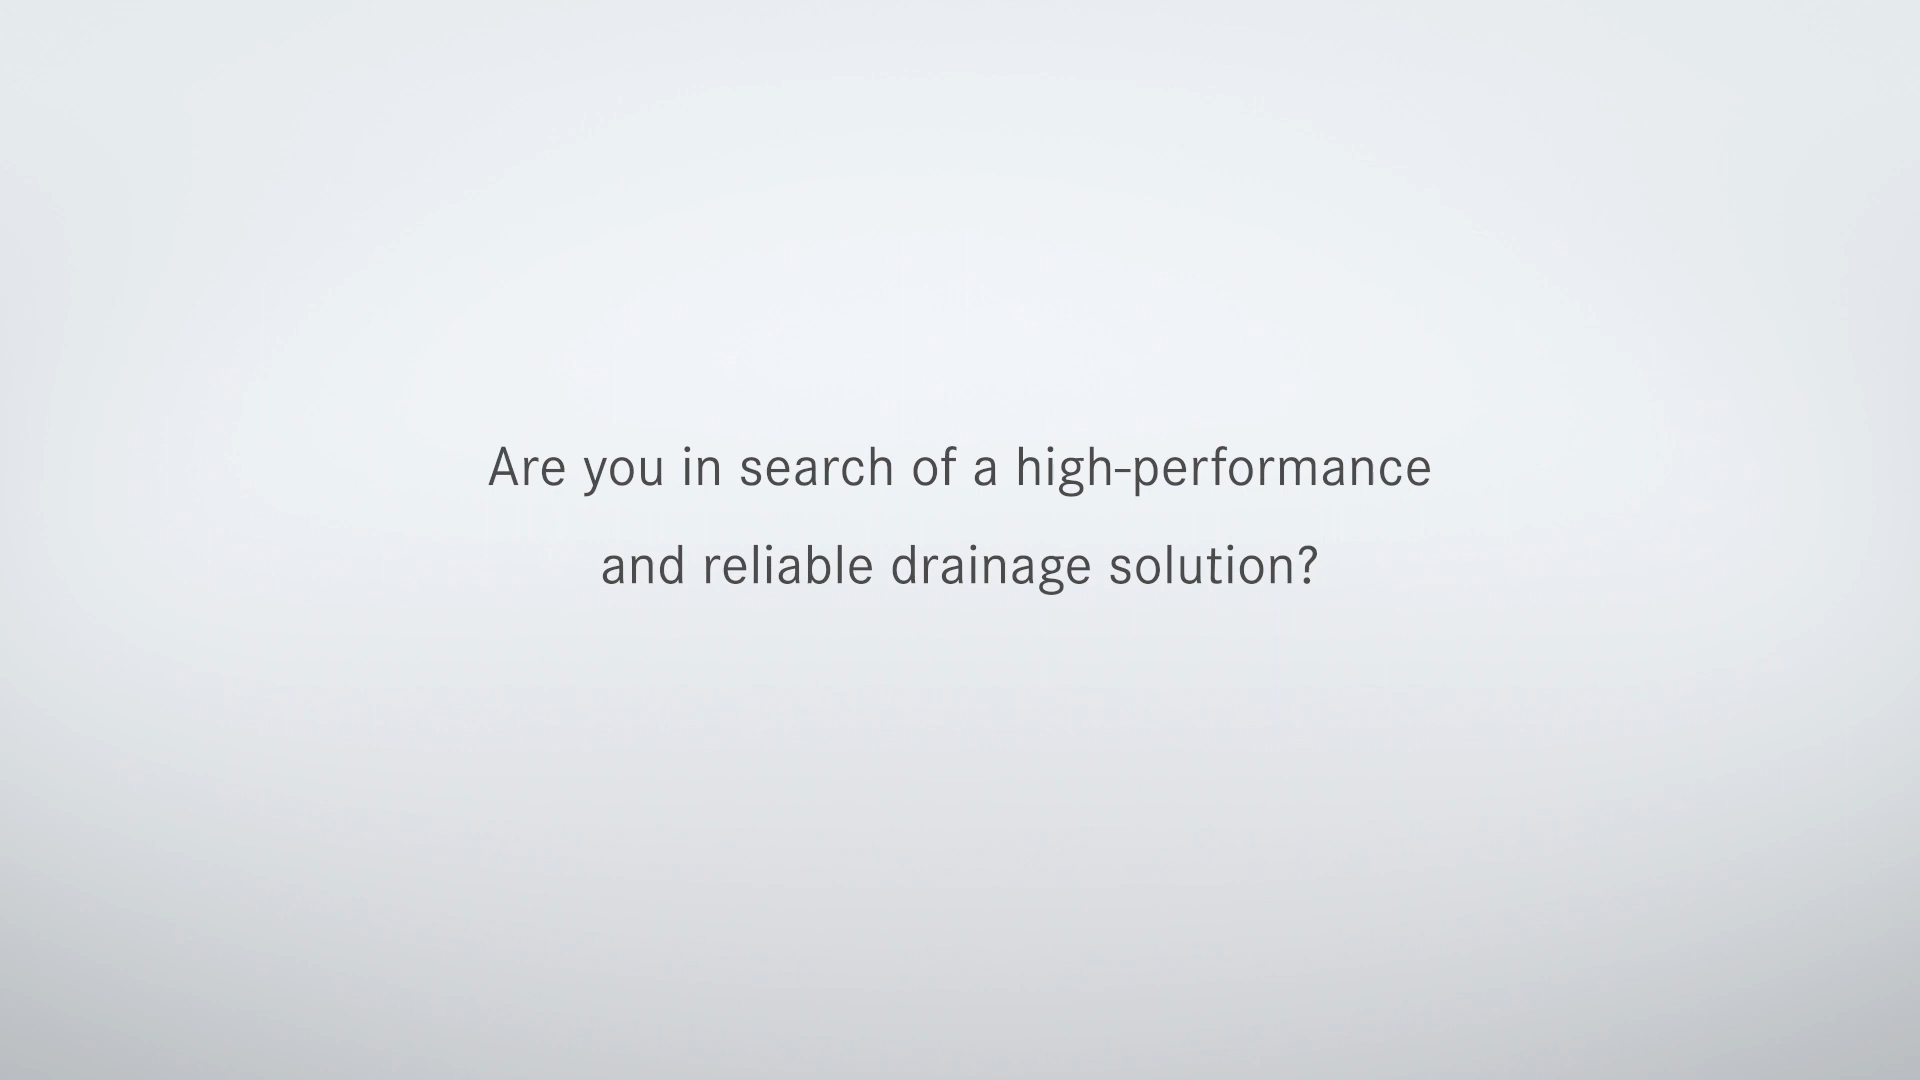 Are you in search of a high-performance
and reliable drainage solution?